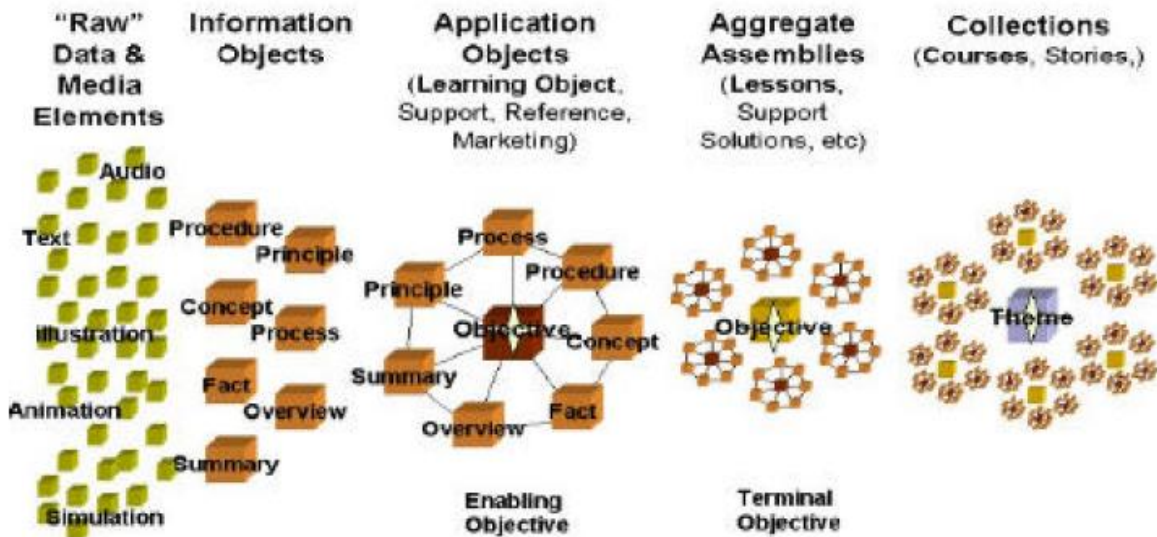 “Raw”
Data &
Media
Elements
Information
Objects
Application
Objects
(Learning Object,
Support, Reference,
Marketing)
Aggregate
Assemblies
(Lessons,
Support
Solutions, etc)
Collections
(Courses, Stories,)
Audio
Text
illustration
Animation
Simulation
Procedure
Principle
Concept
Process
Fact
Overview
Summary
Process
Procedure
Principle
Objective
Concept
Summary
Fact
Overview
Enabling
Objective
Objective
Terminal
Objective
Theme